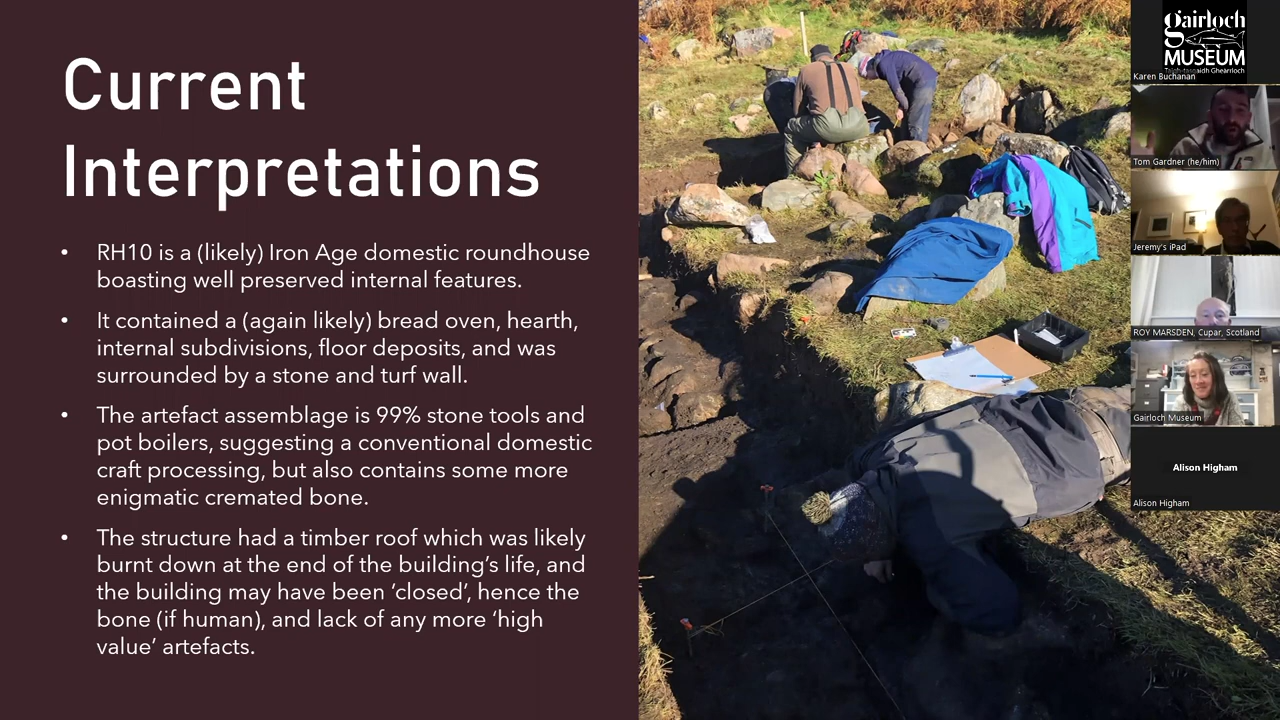 Current
Interpretations
• RH10 is a (likely) Iron Age domestic roundhouse
boasting well preserved internal features.
• It contained a (again likely) bread oven, hearth,
internal subdivisions, floor deposits, and was
surrounded by a stone and turf wall.
• The artefact assemblage is 99% stone tools and
pot boilers, suggesting a conventional domestic
craft processing, but also contains some more
enigmatic cremated bone.
• The structure had a timber roof which was likely
burnt down at the end of the building's life, and
the building may have been ‘closed’, hence the
bone (if human), and lack of any more ‘high
value’ artefacts.
gairloch
MUSEUM
Taigh-tasgaidh Gheàrrloch
Karen Buchanan
Tom Gardner (he/him)
Jeremy's iPad
ROY MARSDEN, Cupar, Scotland
Gairloch Museum
Alison Higham
Alison Higham